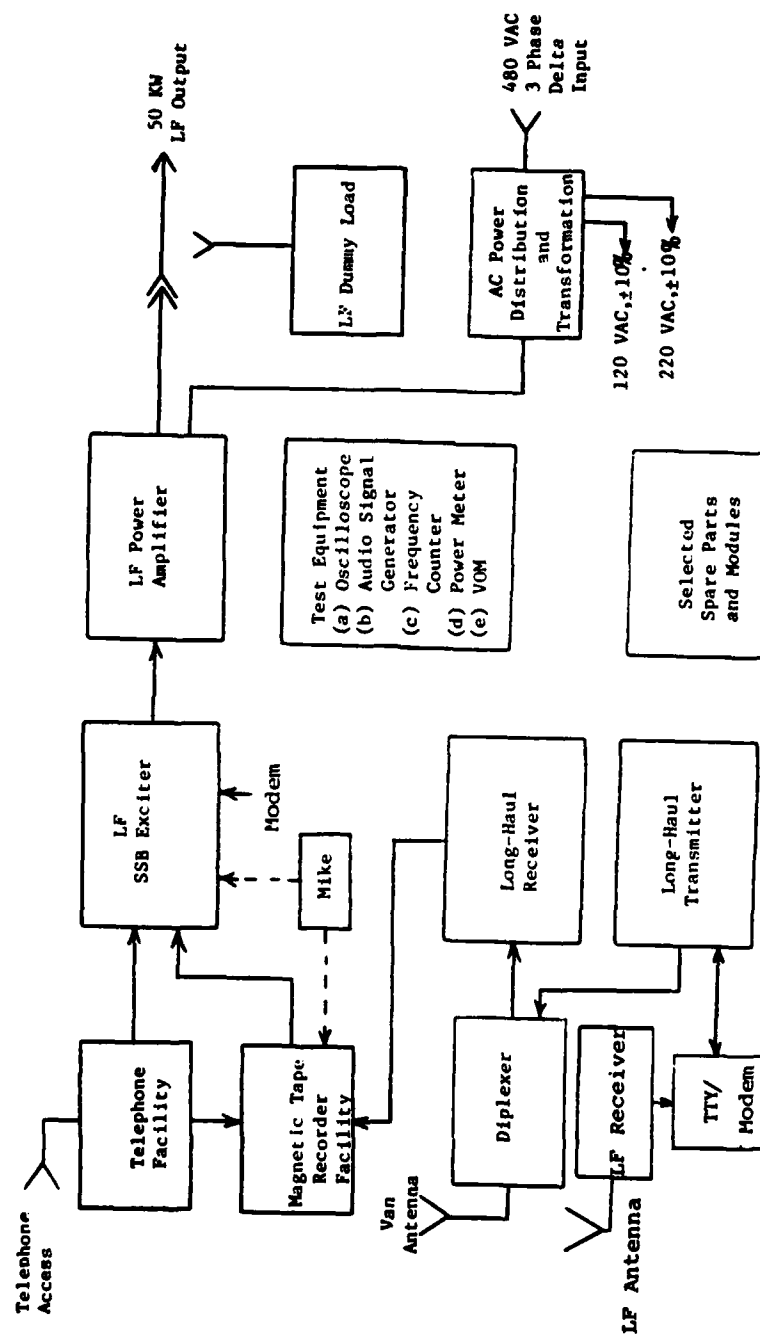 Telephone
Access
Telephone
Facility
Magnetic Tape
Recorder
Facility
LF
SSB Exciter
Modem
Mike
LF Power
Amplifier
50 KW
LF Output
LF Dummy Load
480 VAC
3 Phase
Delta
Input
AC Power
Distribution
and
Transformation
120 VAC,±10%
220 VAC,±10%
Test Equipment
(a) Oscilloscope
(b) Audio Signal
Generator
(c) Frequency
Counter
(d) Power Meter
(e) VOM
Selected
Spare Parts
and Modules
Van
Antenna
Diplexer
Long-Haul
Receiver
Long-Haul
Transmitter
LF Antenna
LF Receiver
TTY/
Modem